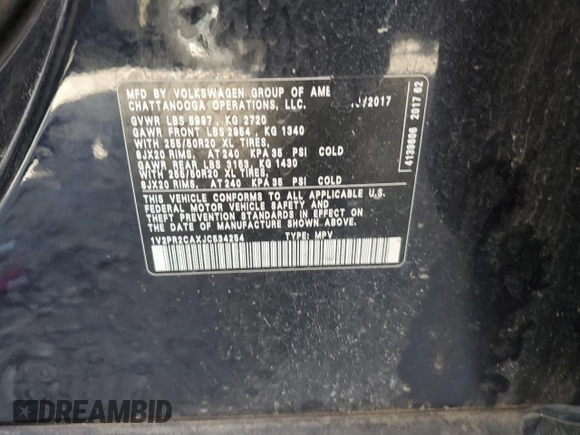 MFD BY VOLKSWAGEN GROUP OF AME
CHATTANOOGA OPERATIONS, LLC. /2017
GVWR LBS 5997 , KG 2720
GAWR FRONT LBS 2954 , KG 1340
WITH 255/50R20 XL TIRES,
8JX20 RIMS, AT 240 KPA 35 PSI COLD
GAWR REAR LBS 3153, KG 1430
WITH 255/50R20 XL TIRES,
8JX20 RIMS, AT 240 KPA 35 PSI COLD
THIS VEHICLE CONFORMS TO ALL APPLICABLE U.S.
FEDERAL MOTOR VEHICLE SAFETY AND
THEFT PREVENTION STANDARDS IN EFFECT ON THE
DATE OF MANUFACTURE SHOWN ABOVE.
1V2PR2CAXJC534254 TYPE: MPV
4139606 2017 62
DREAMBID